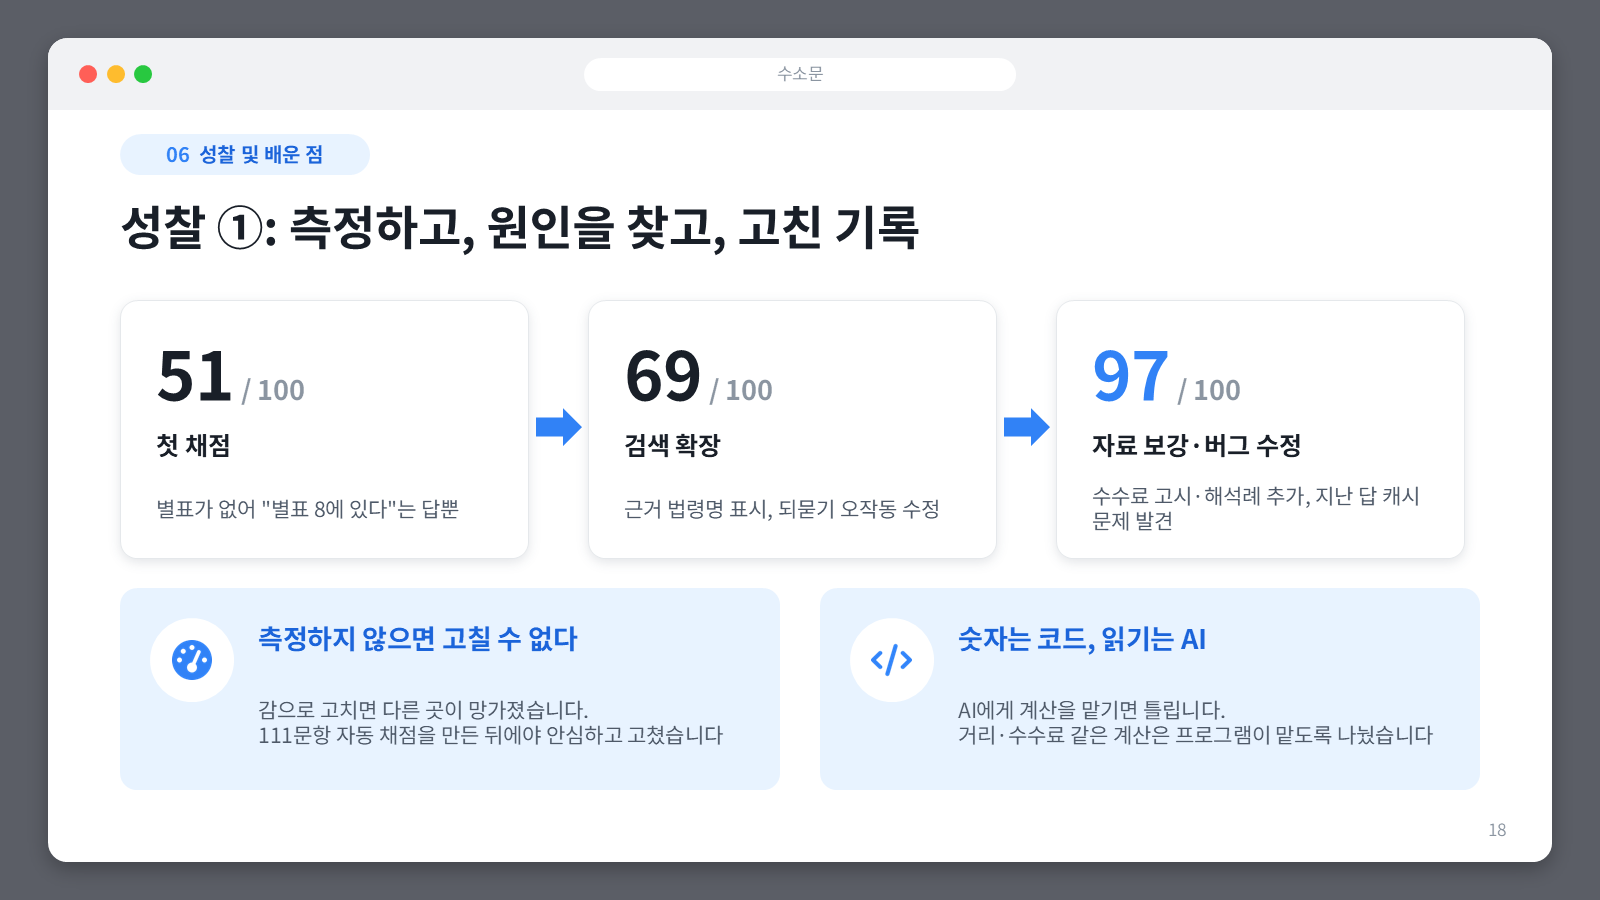 수소문
06 성찰 및 배운 점
성찰 ①: 측정하고, 원인을 찾고, 고친 기록
51 / 100
첫 채점
별표가 없어 "별표 8에 있다"는 답뿐
69 / 100
검색 확장
근거 법령명 표시, 되묻기 오작동 수정
97 / 100
자료 보강·버그 수정
수수료 고시·해석례 추가, 지난 답 캐시
문제 발견
측정하지 않으면 고칠 수 없다
감으로 고치면 다른 곳이 망가졌습니다.
111문항 자동 채점을 만든 뒤에야 안심하고 고쳤습니다
숫자는 코드, 읽기는 AI
AI에게 계산을 맡기면 틀립니다.
거리·수수료 같은 계산은 프로그램이 맡도록 나눴습니다
18